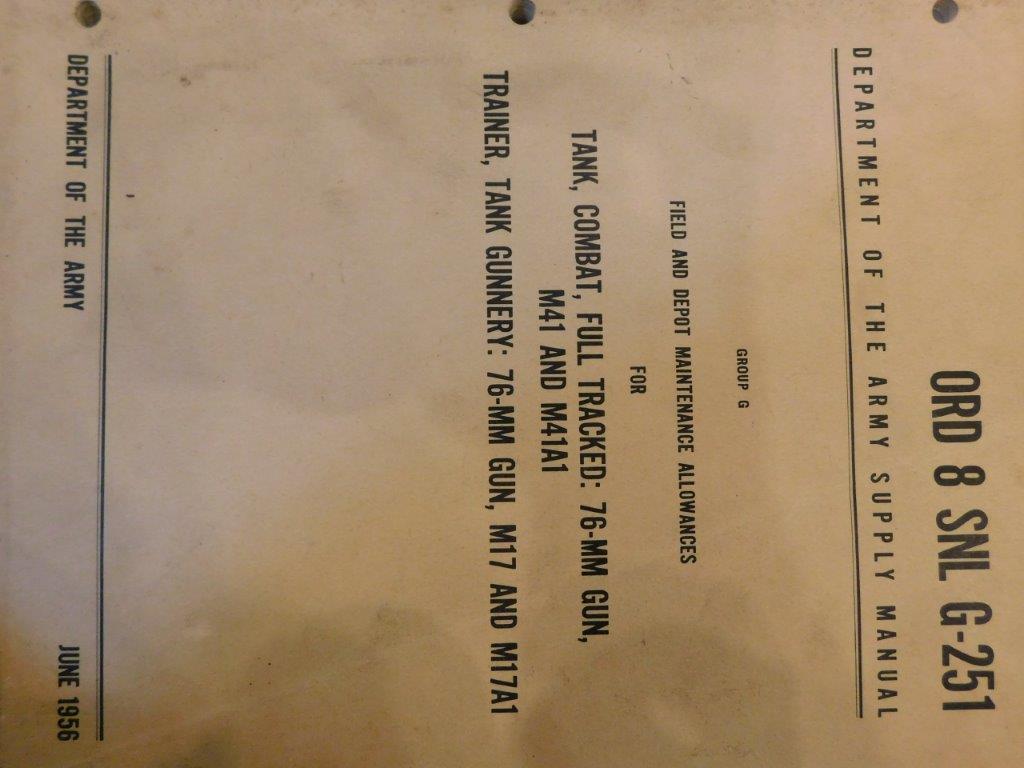 ORD 8 SNL G-251
DEPARTMENT OF THE ARMY SUPPLY MANUAL
GROUP G
FIELD AND DEPOT MAINTENANCE ALLOWANCES
FOR
TANK, COMBAT, FULL TRACKED: 76-MM GUN,
M41 AND M41A1
TRAINER, TANK GUNNERY: 76-MM GUN, M17 AND M17A1
DEPARTMENT OF THE ARMY JUNE 1956